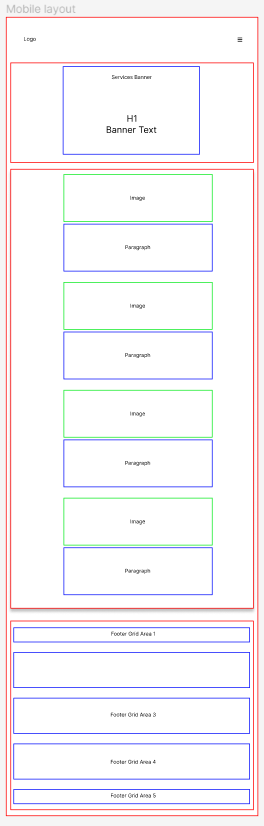 Mobile layout
Logo
Services Banner
H1
Banner Text
Image
Paragraph
Image
Paragraph
Image
Paragraph
Image
Paragraph
Footer Grid Area 1
Footer Grid Area 3
Footer Grid Area 4
Footer Grid Area 5